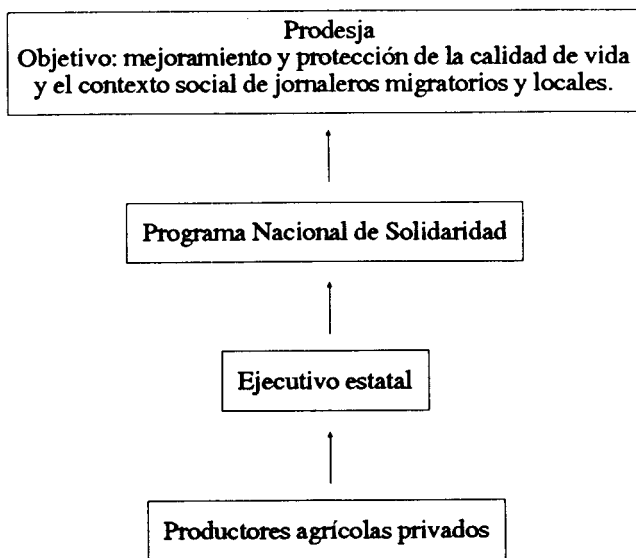 Prodesja
Objetivo: mejoramiento y protección de la calidad de vida
y el contexto social de jornaleros migratorios y locales.
Programa Nacional de Solidaridad
Ejecutivo estatal
Productores agrícolas privados